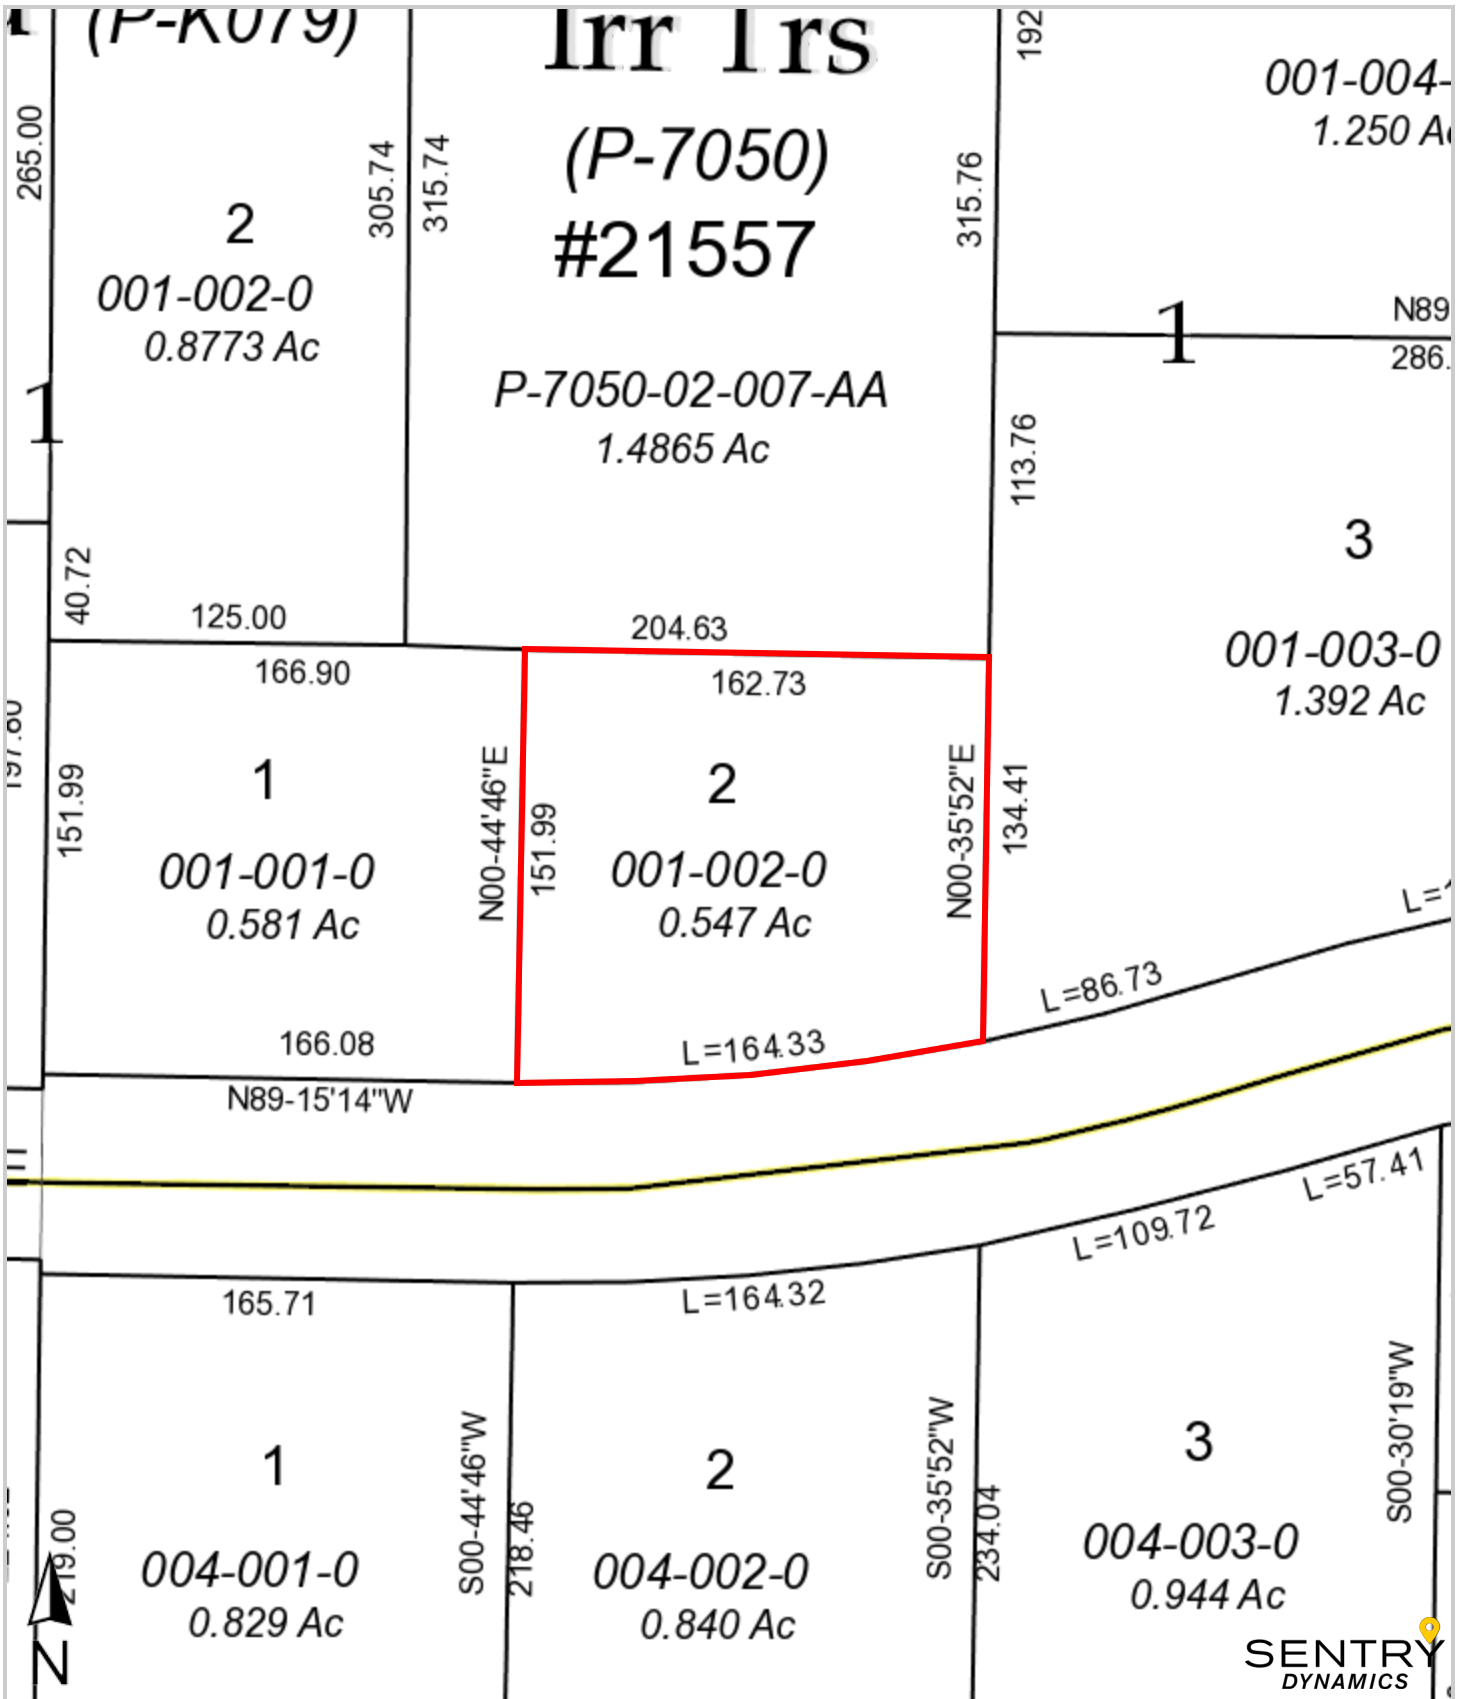 (P-K079)
Irr Trs
192
001-004-
1.250 A
265.00
305.74
315.74
(P-7050)
#21557
315.76
2
001-002-0
0.8773 Ac
N89
1
286.
P-7050-02-007-AA
1.4865 Ac
1
113.76
3
40.72
125.00
204.63
001-003-0
1.392 Ac
166.90
162.73
151.99
1
N00-44'46"E
151.99
2
N00-35'52"E
134.41
001-001-0
0.581 Ac
001-002-0
0.547 Ac
L=86.73
166.08
L=164.33
N89-15'14"W
L=57.41
L=109.72
165.71
L=164.32
S00-30'19"W
S00-44'46"W
218.46
S00-35'52"W
234.04
1
2
3
219.00
004-001-0
0.829 Ac
004-002-0
0.840 Ac
004-003-0
0.944 Ac
N
SENTRY
DYNAMICS